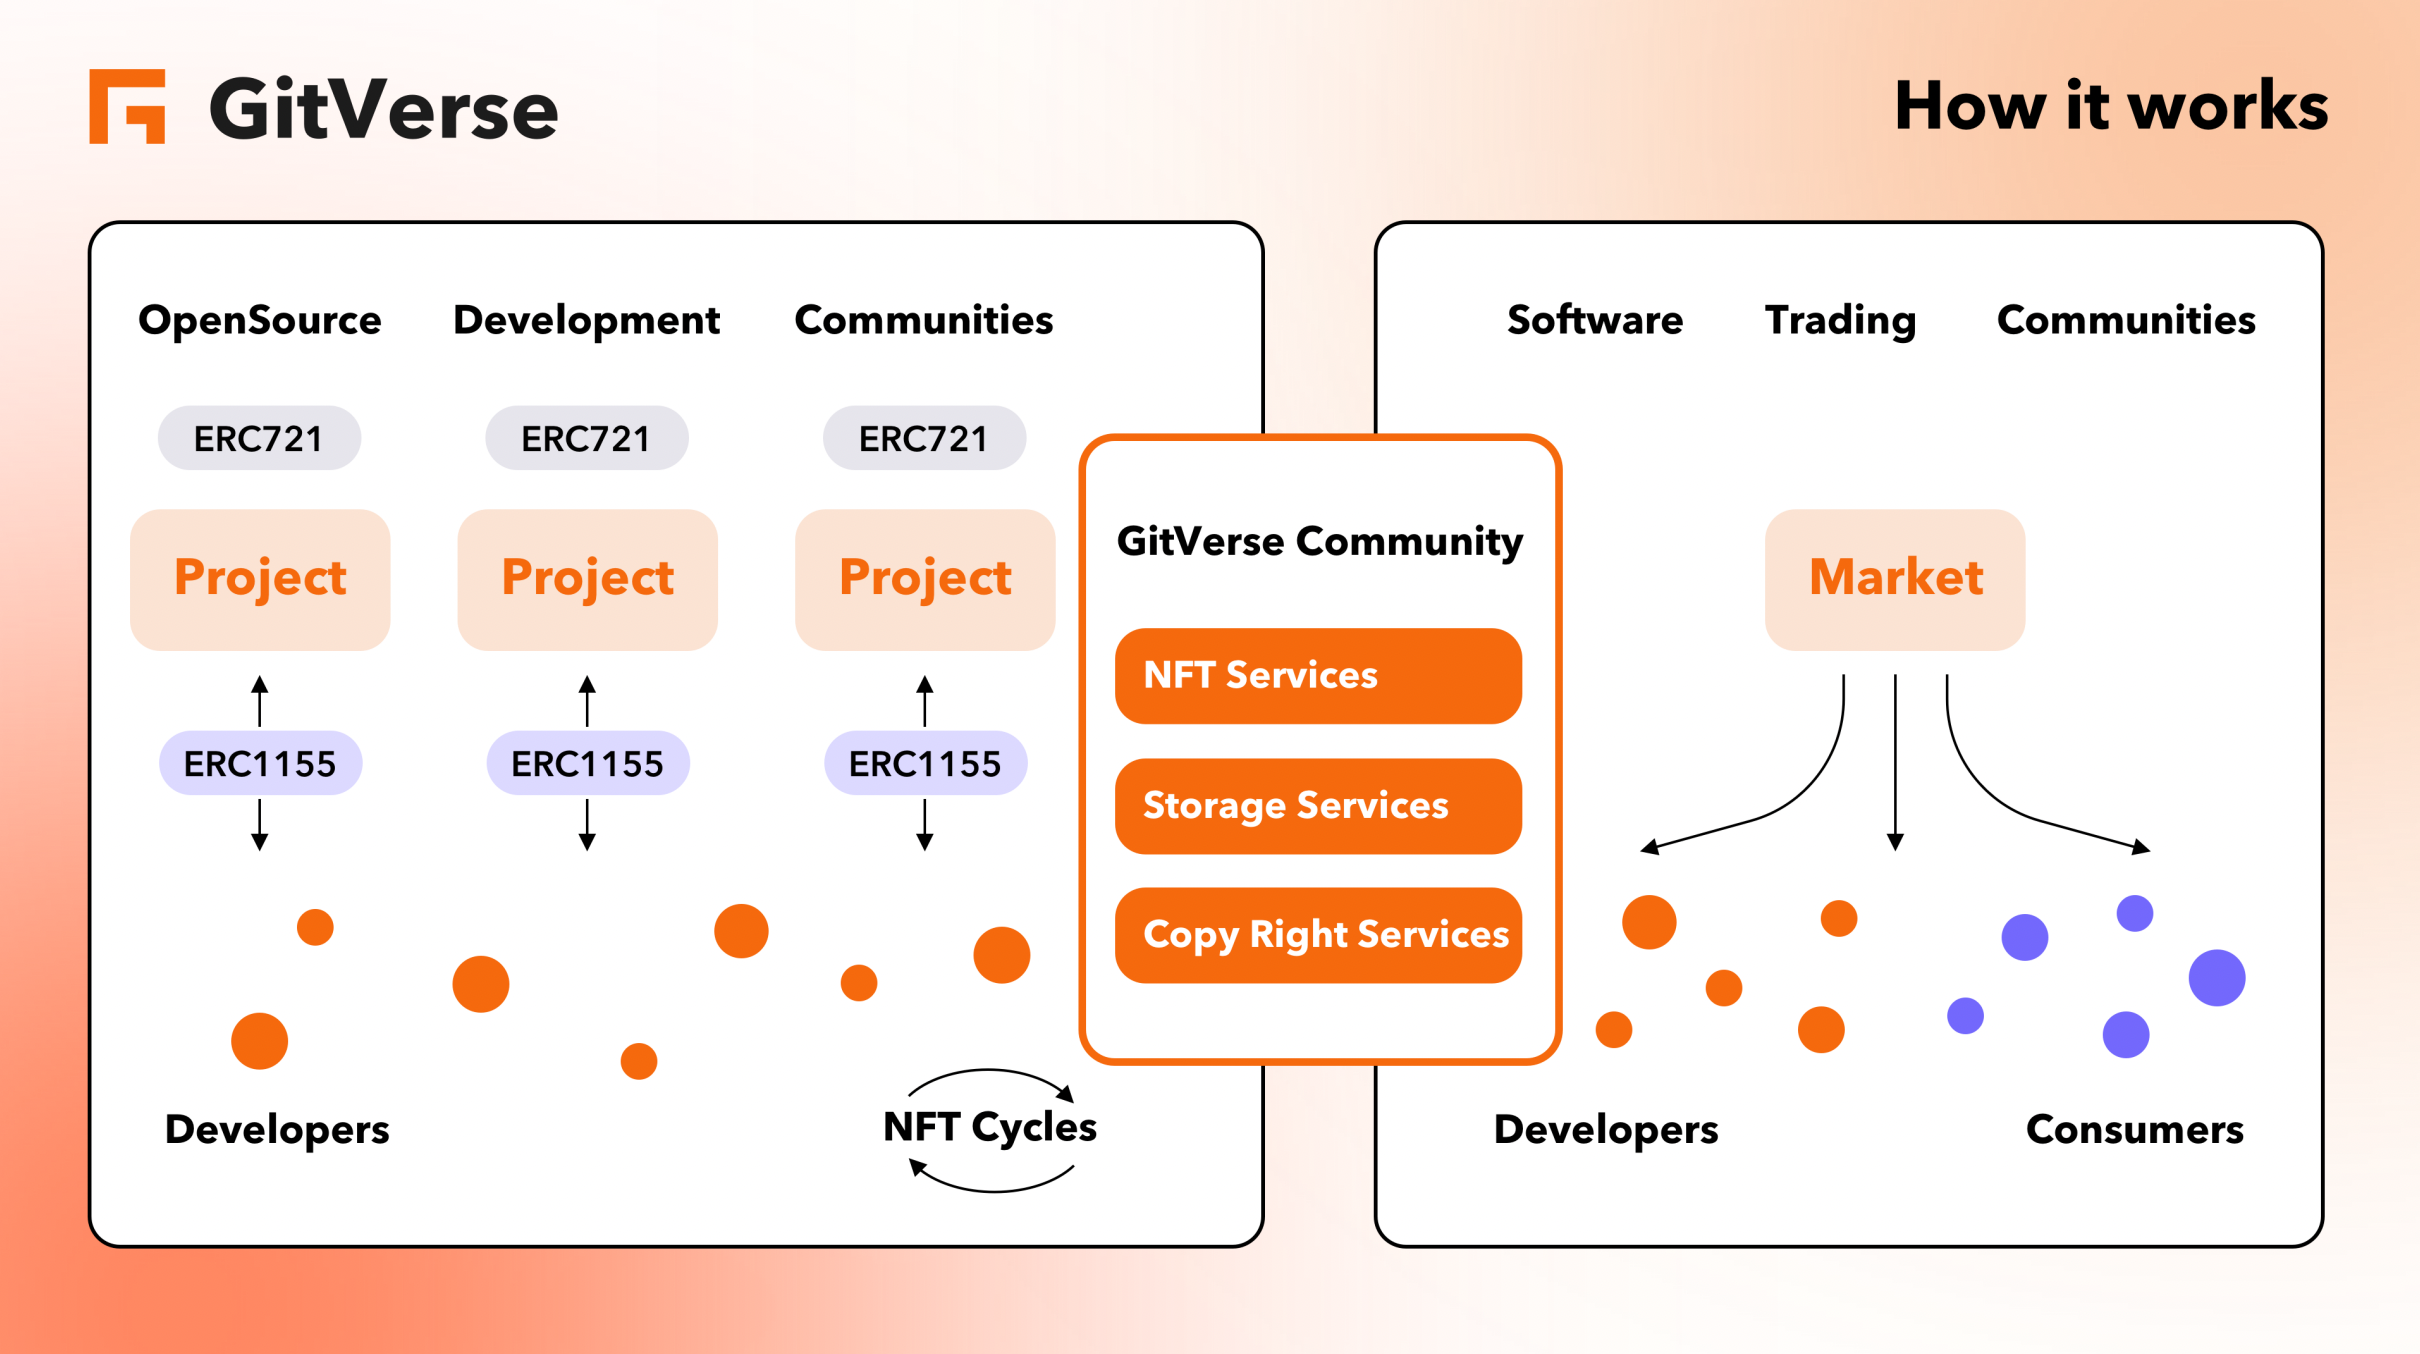 GitVerse
How it works
OpenSource Development Communities
ERC721 ERC721 ERC721
Project Project Project
ERC1155 ERC1155 ERC1155
Developers
NFT Cycles
GitVerse Community
NFT Services
Storage Services
Copy Right Services
Software Trading Communities
Market
Developers Consumers